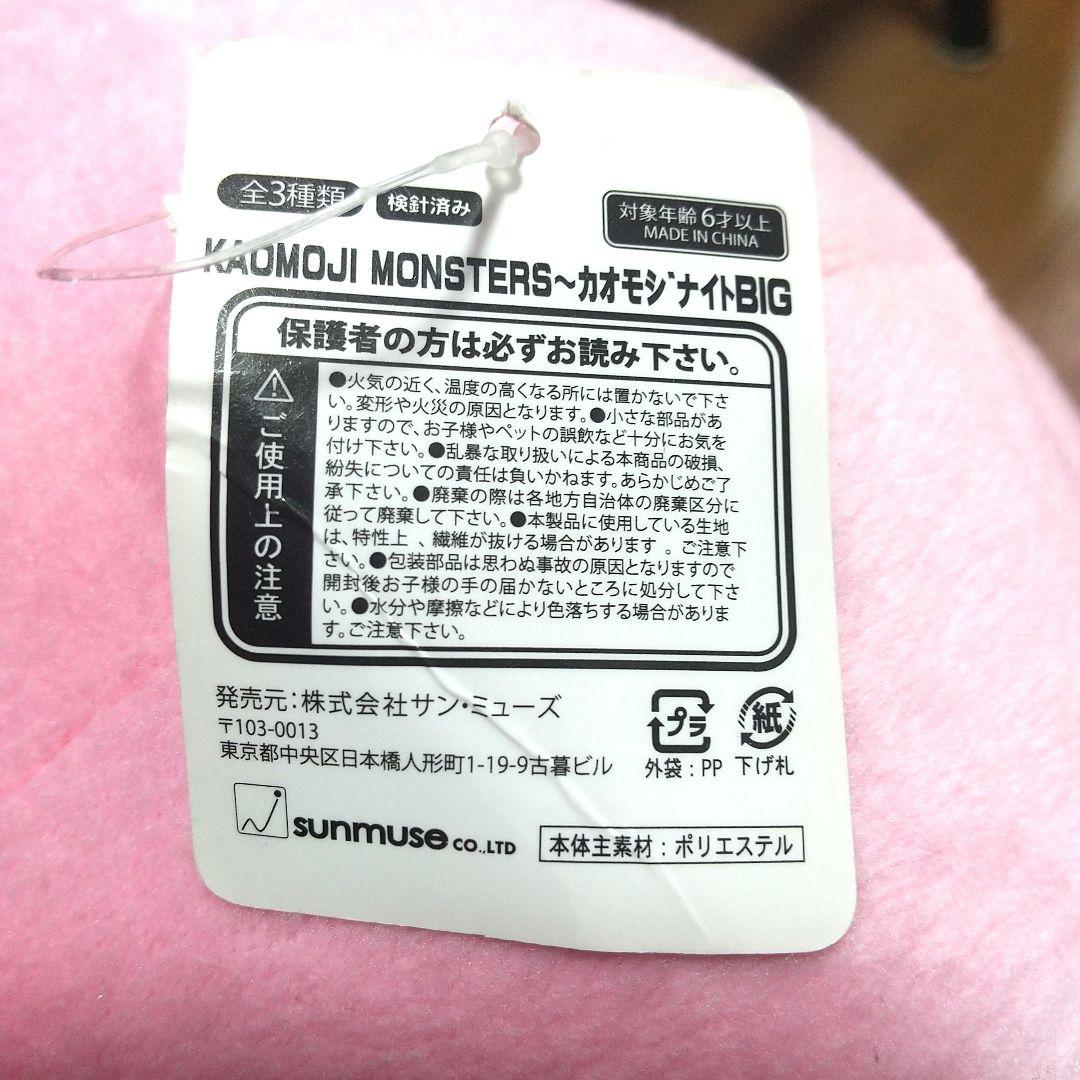 全3種類
検針済み
対象年齢6才以上
MADE IN CHINA
KAOMOJI MONSTERS～カオモジナイトBIG
保護者の方は必ずお読み下さい。
⚠ご使用上の注意
●火気の近く、温度の高くなる所には置かないで下さ
い。変形や火災の原因となります。●小さな部品があ
りますので、お子様やペットの誤飲など十分にお気を
付け下さい。●乱暴な取り扱いによる本商品の破損、
紛失についての責任は負いかねます。あらかじめご了
承下さい。●廃棄の際は各地方自治体の廃棄区分に
従って廃棄して下さい。●本製品に使用している生地
は、特性上 、繊維が抜ける場合があります 。ご注意下
さい。●包装部品は思わぬ事故の原因となりますので
開封後お子様の手の届かないところに処分して下さ
い。●水分や摩擦などにより色落ちする場合がありま
す。ご注意下さい。
発売元：株式会社サン・ミューズ
〒103-0013
東京都中央区日本橋人形町1-19-9古暮ビル
プラ
外袋：PP
紙
下げ札
sunmuse CO.,LTD
本体主素材：ポリエステル